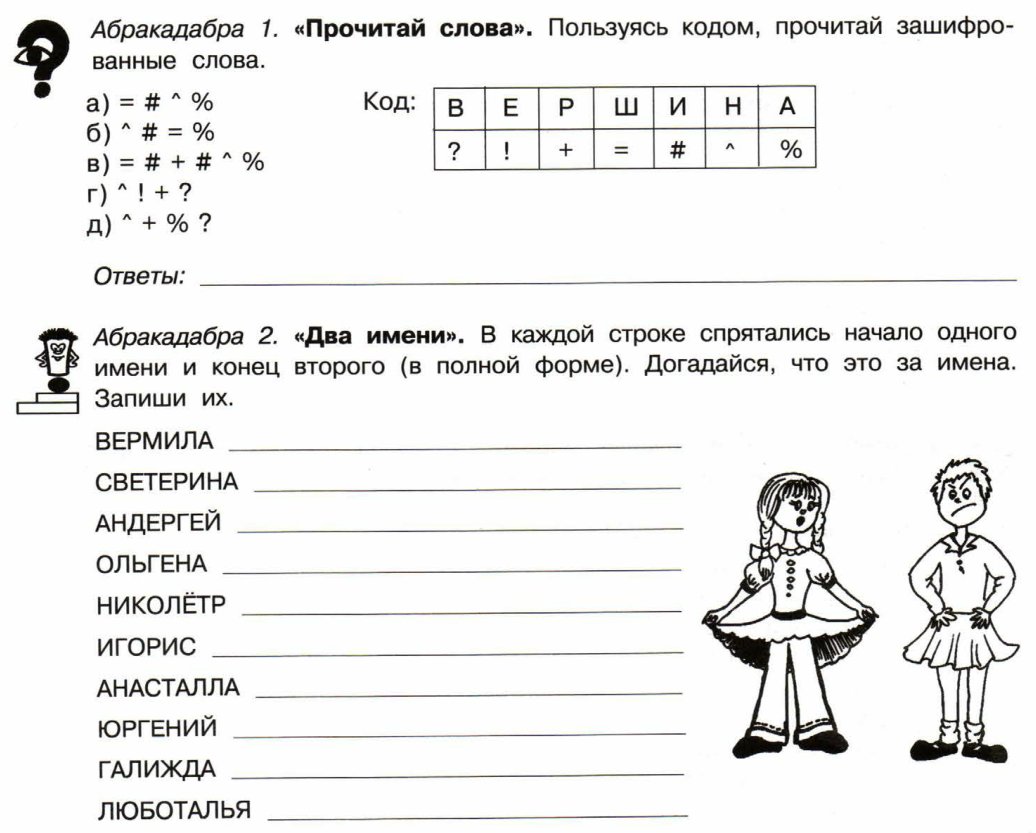 Абракадабра 1. «Прочитай слова». Пользуясь кодом, прочитай зашифро-
ванные слова.
а) = # ^ %
б) ^ # = %
в) = # + # ^ %
г) ^ ! + ?
д) ^ + % ?
Код:
В Е Р Ш И Н А
? ! + = # ^ %
Ответы:
Абракадабра 2. «Два имени». В каждой строке спрятались начало одного
имени и конец второго (в полной форме). Догадайся, что это за имена.
Запиши их.
ВЕРМИЛА
СВЕТЕРИНА
АНДЕРГЕЙ
ОЛЬГЕНА
НИКОЛЁТР
ИГОРИС
АНАСТАЛЛА
ЮРГЕНИЙ
ГАЛИЖДА
ЛЮБОТАЛЬЯ